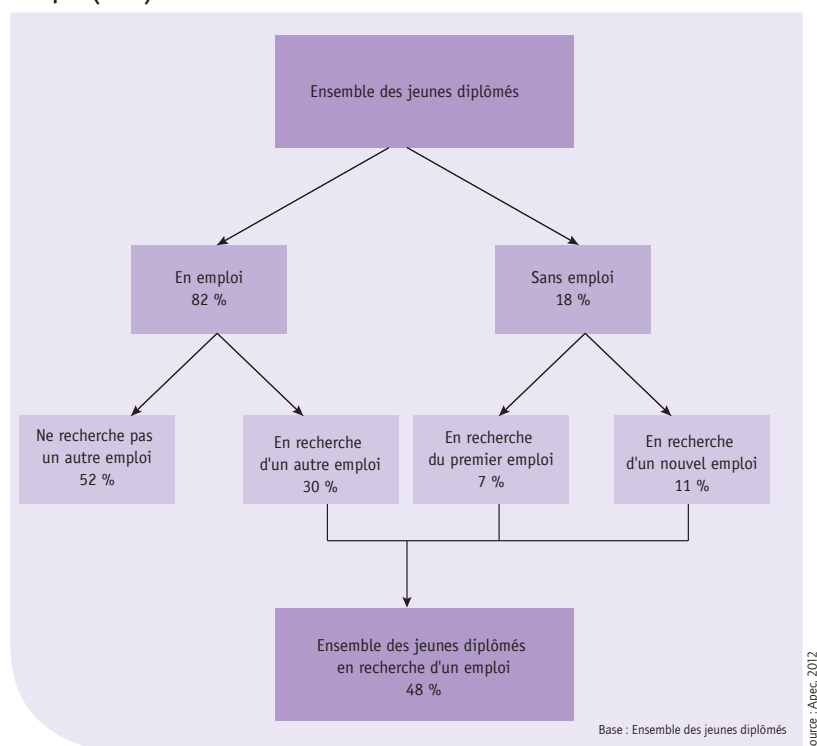 Ensemble des jeunes diplômés
En emploi
82 %
Sans emploi
18 %
Ne recherche pas
un autre emploi
52 %
En recherche
d'un autre emploi
30 %
En recherche
du premier emploi
7 %
En recherche
d'un nouvel emploi
11 %
Ensemble des jeunes diplômés
en recherche d'un emploi
48 %
Base : Ensemble des jeunes diplômés
ource : Apec, 2012